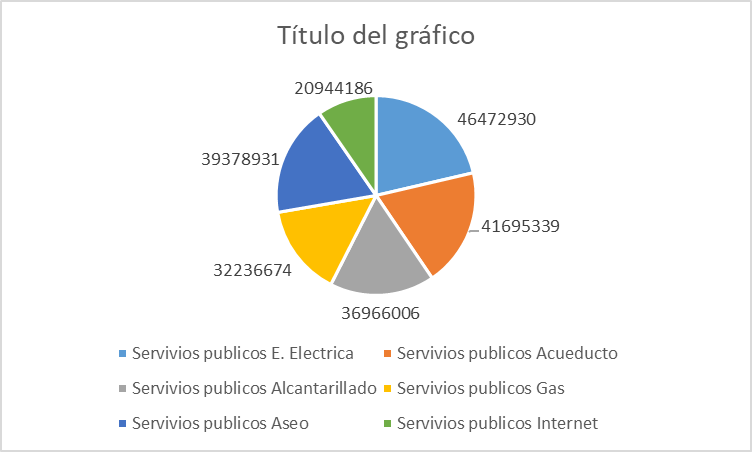 Título del gráfico
20944186
46472930
39378931
41695339
32236674
36966006
Servivios publicos E. Electrica
Servivios publicos Acueducto
Servivios publicos Alcantarillado
Servivios publicos Gas
Servivios publicos Aseo
Servivios publicos Internet